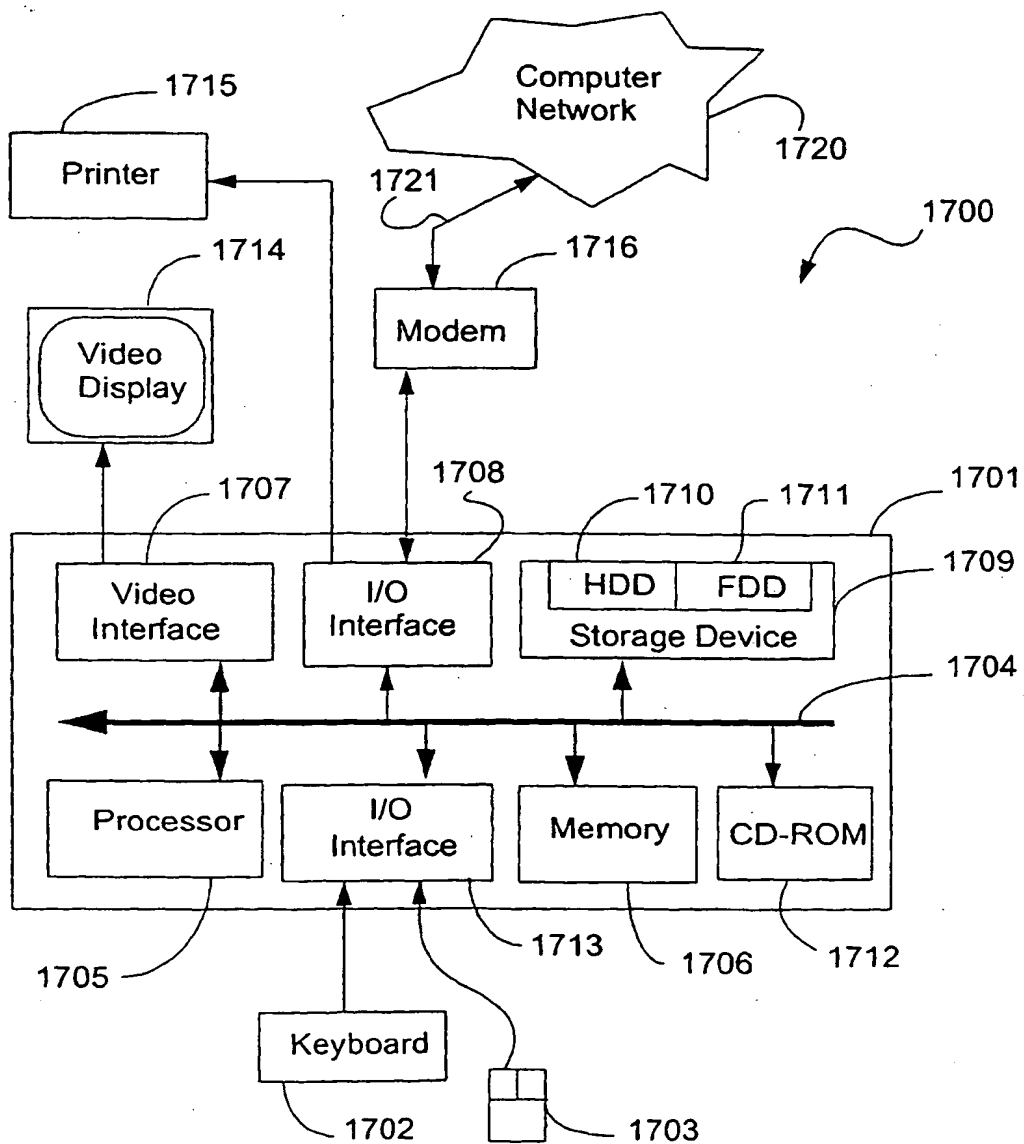 Computer
Network
1715
1720
Printer
1721
1700
1714
1716
Video
Display
Modem
1707
1708
1710
1711
1701
Video
Interface
I/O
Interface
HDD
FDD
1709
Storage Device
1704
Processor
I/O
Interface
Memory
CD-ROM
1705
1713
1706
1712
Keyboard
1702
1703